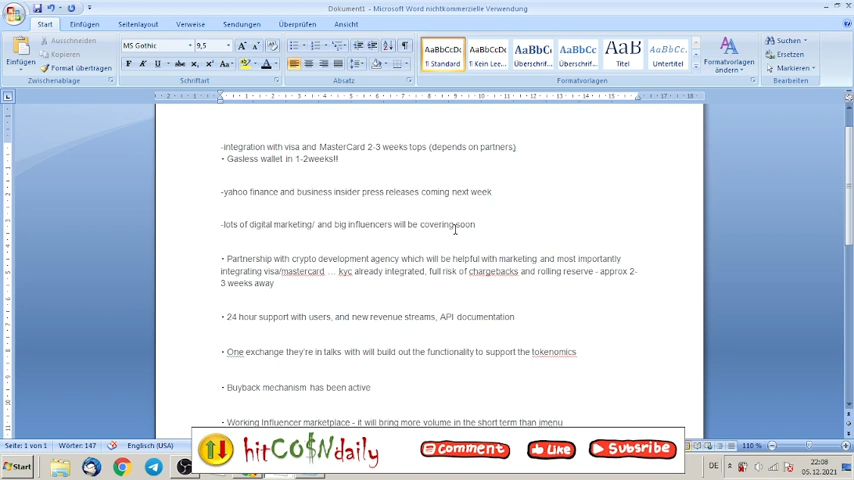 Dokument1 - Microsoft Word nichtkommerzielle Verwendung
Start Einfügen Seitenlayout Verweise Sendungen Überprüfen Ansicht
Einfügen
Ausschneiden
Kopieren
Format übertragen
Zwischenablage
MS Gothic 9,5
Schriftart
Absatz
AaBbCcDc AaBbCcDc AaBbC AaBbCc AaB AaBbCc.
¶ Standard ¶ Kein Lee... Überschrif... Überschrif... Titel Untertitel
Formatvorlagen
Formatvorlagen ändern
Suchen
Ersetzen
Markieren
Bearbeiten
-integration with visa and MasterCard 2-3 weeks tops (depends on partners)
• Gasless wallet in 1-2weeks!!
-yahoo finance and business insider press releases coming next week
-lots of digital marketing/ and big influencers will be covering soon
• Partnership with crypto development agency which will be helpful with marketing and most importantly
integrating visa/mastercard … kyc already integrated, full risk of chargebacks and rolling reserve - approx 2-
3 weeks away
• 24 hour support with users, and new revenue streams, API documentation
• One exchange they're in talks with will build out the functionality to support the tokenomics
• Buyback mechanism has been active
• Working Influencer marketplace - it will bring more volume in the short term than imenu
hitCO$Ndaily
Comment
Like
Subscribe
Seite: 1 von 1 Wörter: 147 Englisch (USA) 110 %
Start
DE
22:08
05.12.2021